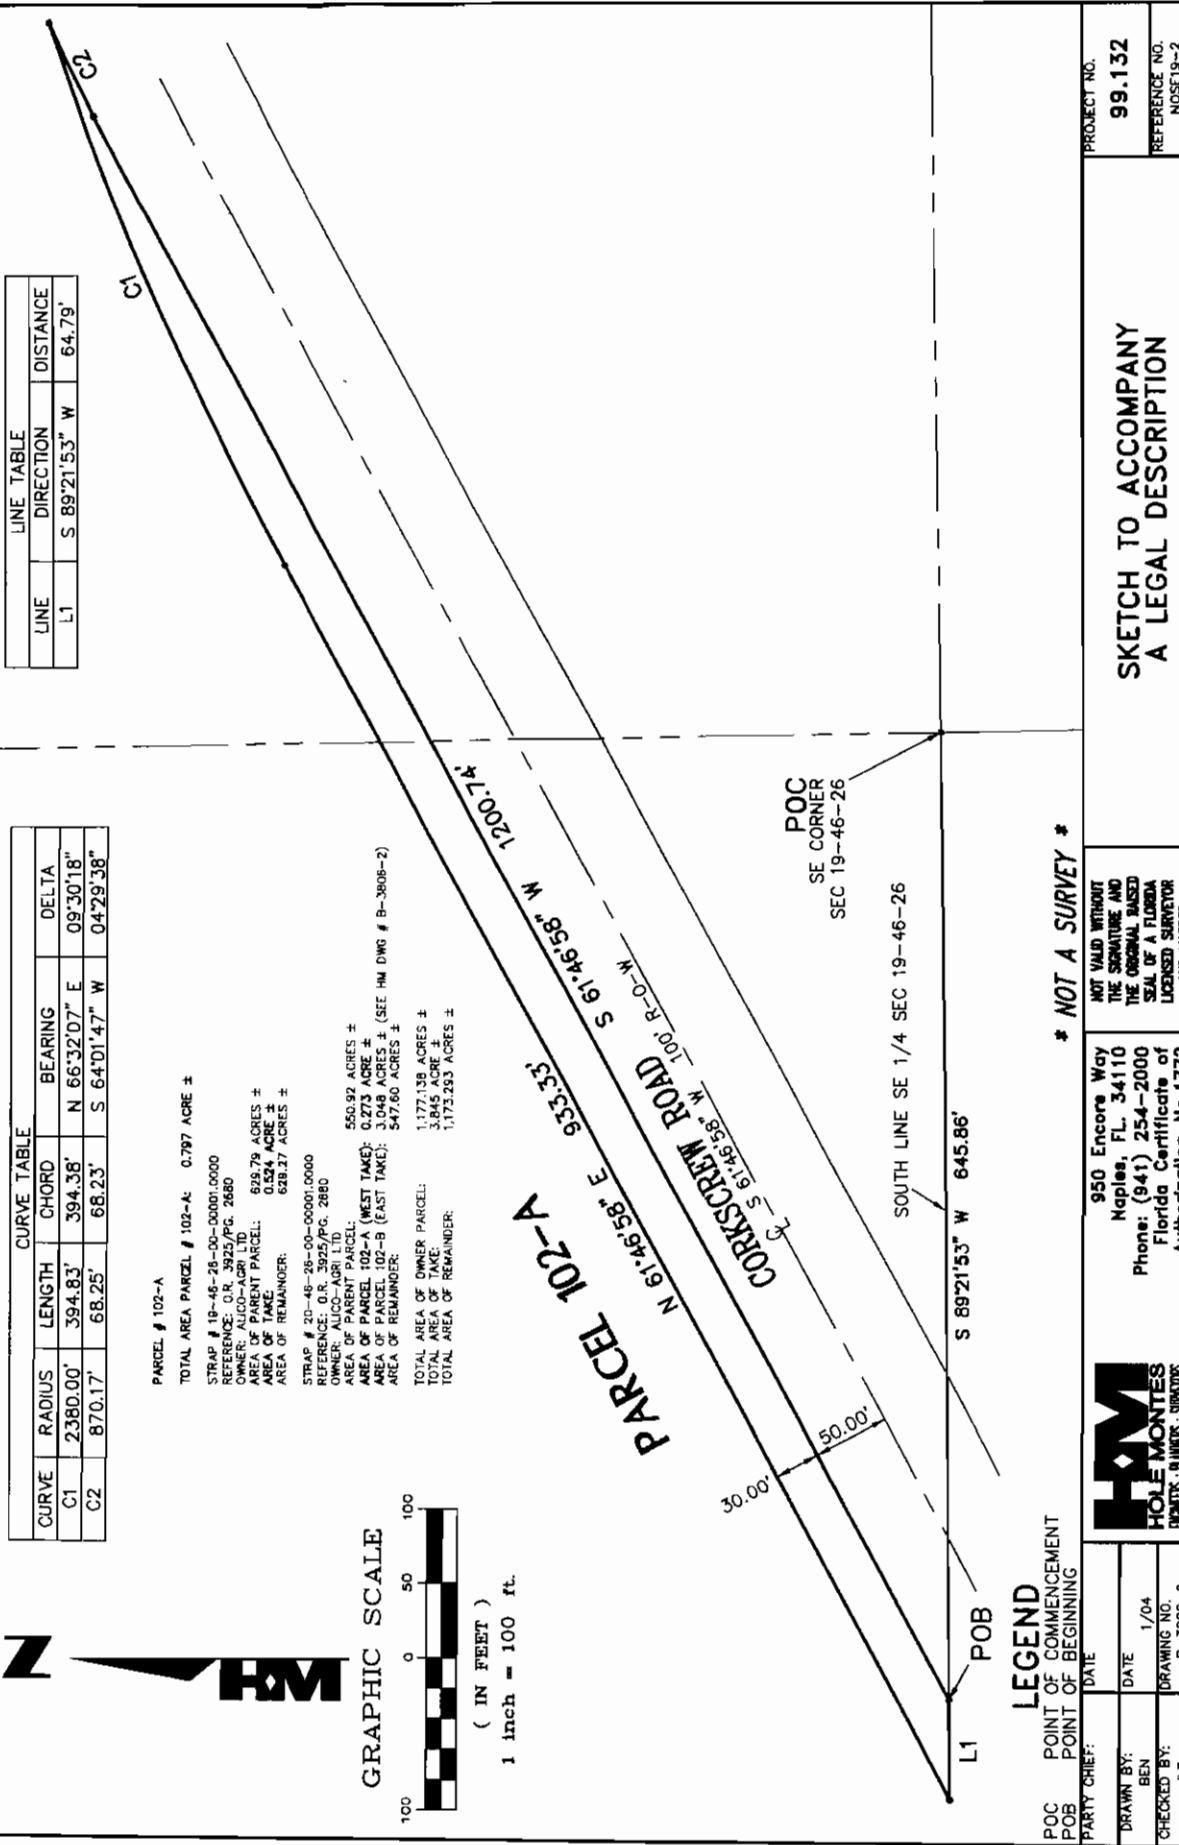 LINE TABLE
LINE DIRECTION DISTANCE
L1 S 89°21'53" W 64.79'
CURVE TABLE
CURVE RADIUS LENGTH CHORD BEARING DELTA
C1 2380.00' 394.83' 394.38' N 66°32'07" E 09°30'18"
C2 870.17' 68.25' 68.23' S 64°01'47" W 04°29'38"
PARCEL # 102-A
TOTAL AREA PARCEL # 102-A: 0.797 ACRE ±
STRAP # 19-46-26-00-00001.0000
REFERENCE: O.R. 3925/PG. 2680
OWNER: ALICO-AGRI LTD
AREA OF PARENT PARCEL: 629.79 ACRES ±
AREA OF TAKE: 0.524 ACRE ±
AREA OF REMAINDER: 629.27 ACRES ±
STRAP # 20-46-26-00-00001.0000
REFERENCE: O.R. 3925/PG. 2680
OWNER: ALICO-AGRI LTD
AREA OF PARENT PARCEL: 550.92 ACRES ±
AREA OF PARCEL 102-A (WEST TAKE): 0.273 ACRE ±
AREA OF PARCEL 102-B (EAST TAKE): 3.048 ACRES ± (SEE HM DWG # B-3806-2)
AREA OF REMAINDER: 547.60 ACRES ±
TOTAL AREA OF OWNER PARCEL: 1,177.138 ACRES ±
TOTAL AREA OF TAKE: 3.845 ACRE ±
TOTAL AREA OF REMAINDER: 1,173.293 ACRES ±
Z
HM
GRAPHIC SCALE
100 0 50 100
( IN FEET )
1 inch = 100 ft.
C1
C2
PARCEL 102-A
N 61°46'58" E 933.33'
S 61°46'58" W 1200.74'
CORKSCREW ROAD
S 61°46'58" W 100' R-O-W
30.00'
50.00'
POC
SE CORNER
SEC 19-46-26
SOUTH LINE SE 1/4 SEC 19-46-26
S 89°21'53" W 645.86'
L1
POB
LEGEND
POC POINT OF COMMENCEMENT
POB POINT OF BEGINNING
* NOT A SURVEY *
PARTY CHIEF:
DATE
DRAWN BY:
BEN
DATE
1/04
CHECKED BY:
DRAWING NO.
HM
HOLE MONTES
950 Encore Way
Naples, FL. 34110
Phone: (941) 254-2000
Florida Certificate of
NOT VALID WITHOUT
THE SIGNATURE AND
THE ORIGINAL RAISED
SEAL OF A FLORIDA
LICENSED SURVEYOR
SKETCH TO ACCOMPANY
A LEGAL DESCRIPTION
PROJECT NO.
99.132
REFERENCE NO.
NOSE19-2